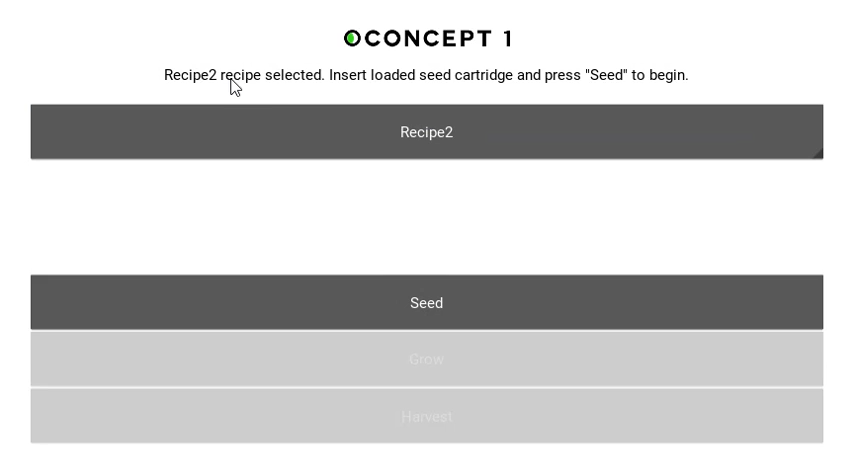 CONCEPT 1
Recipe2 recipe selected. Insert loaded seed cartridge and press "Seed" to begin.
Recipe2
Seed
Grow
Harvest